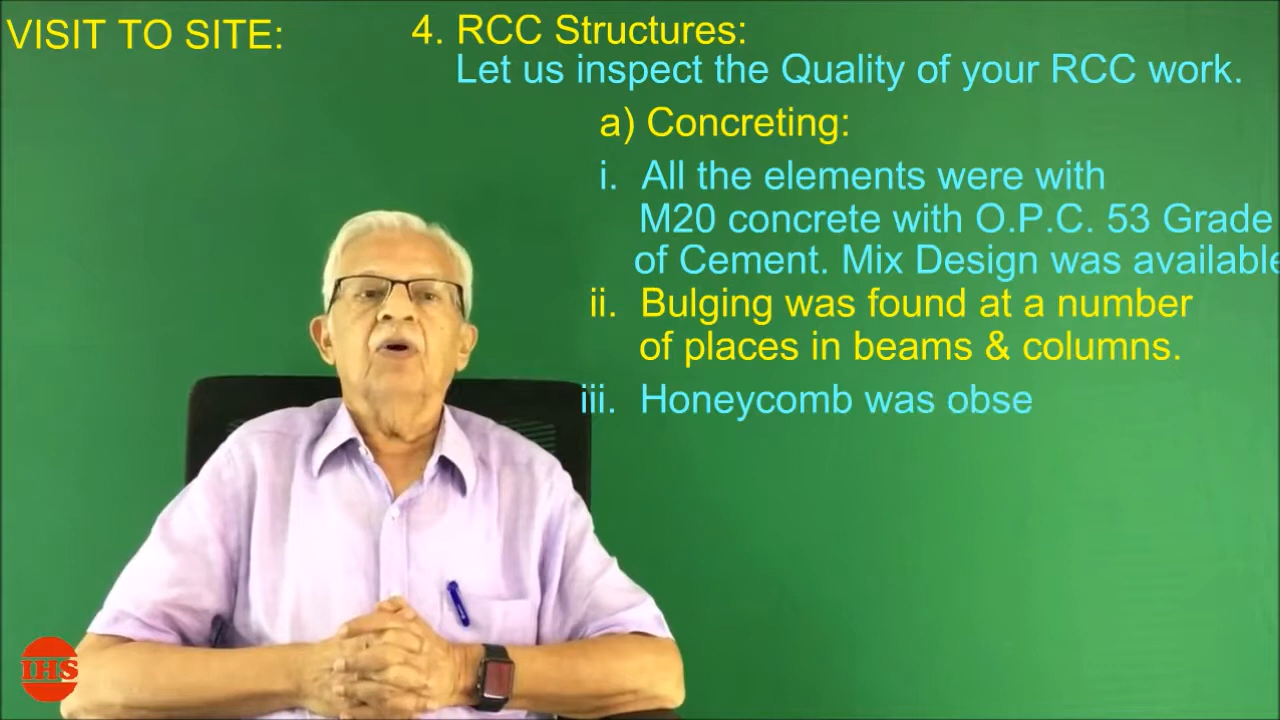 VISIT TO SITE:
4. RCC Structures:
Let us inspect the Quality of your RCC work.
a) Concreting:
i. All the elements were with
M20 concrete with O.P.C. 53 Grade
of Cement. Mix Design was available
ii. Bulging was found at a number
of places in beams & columns.
iii. Honeycomb was obse
IHS